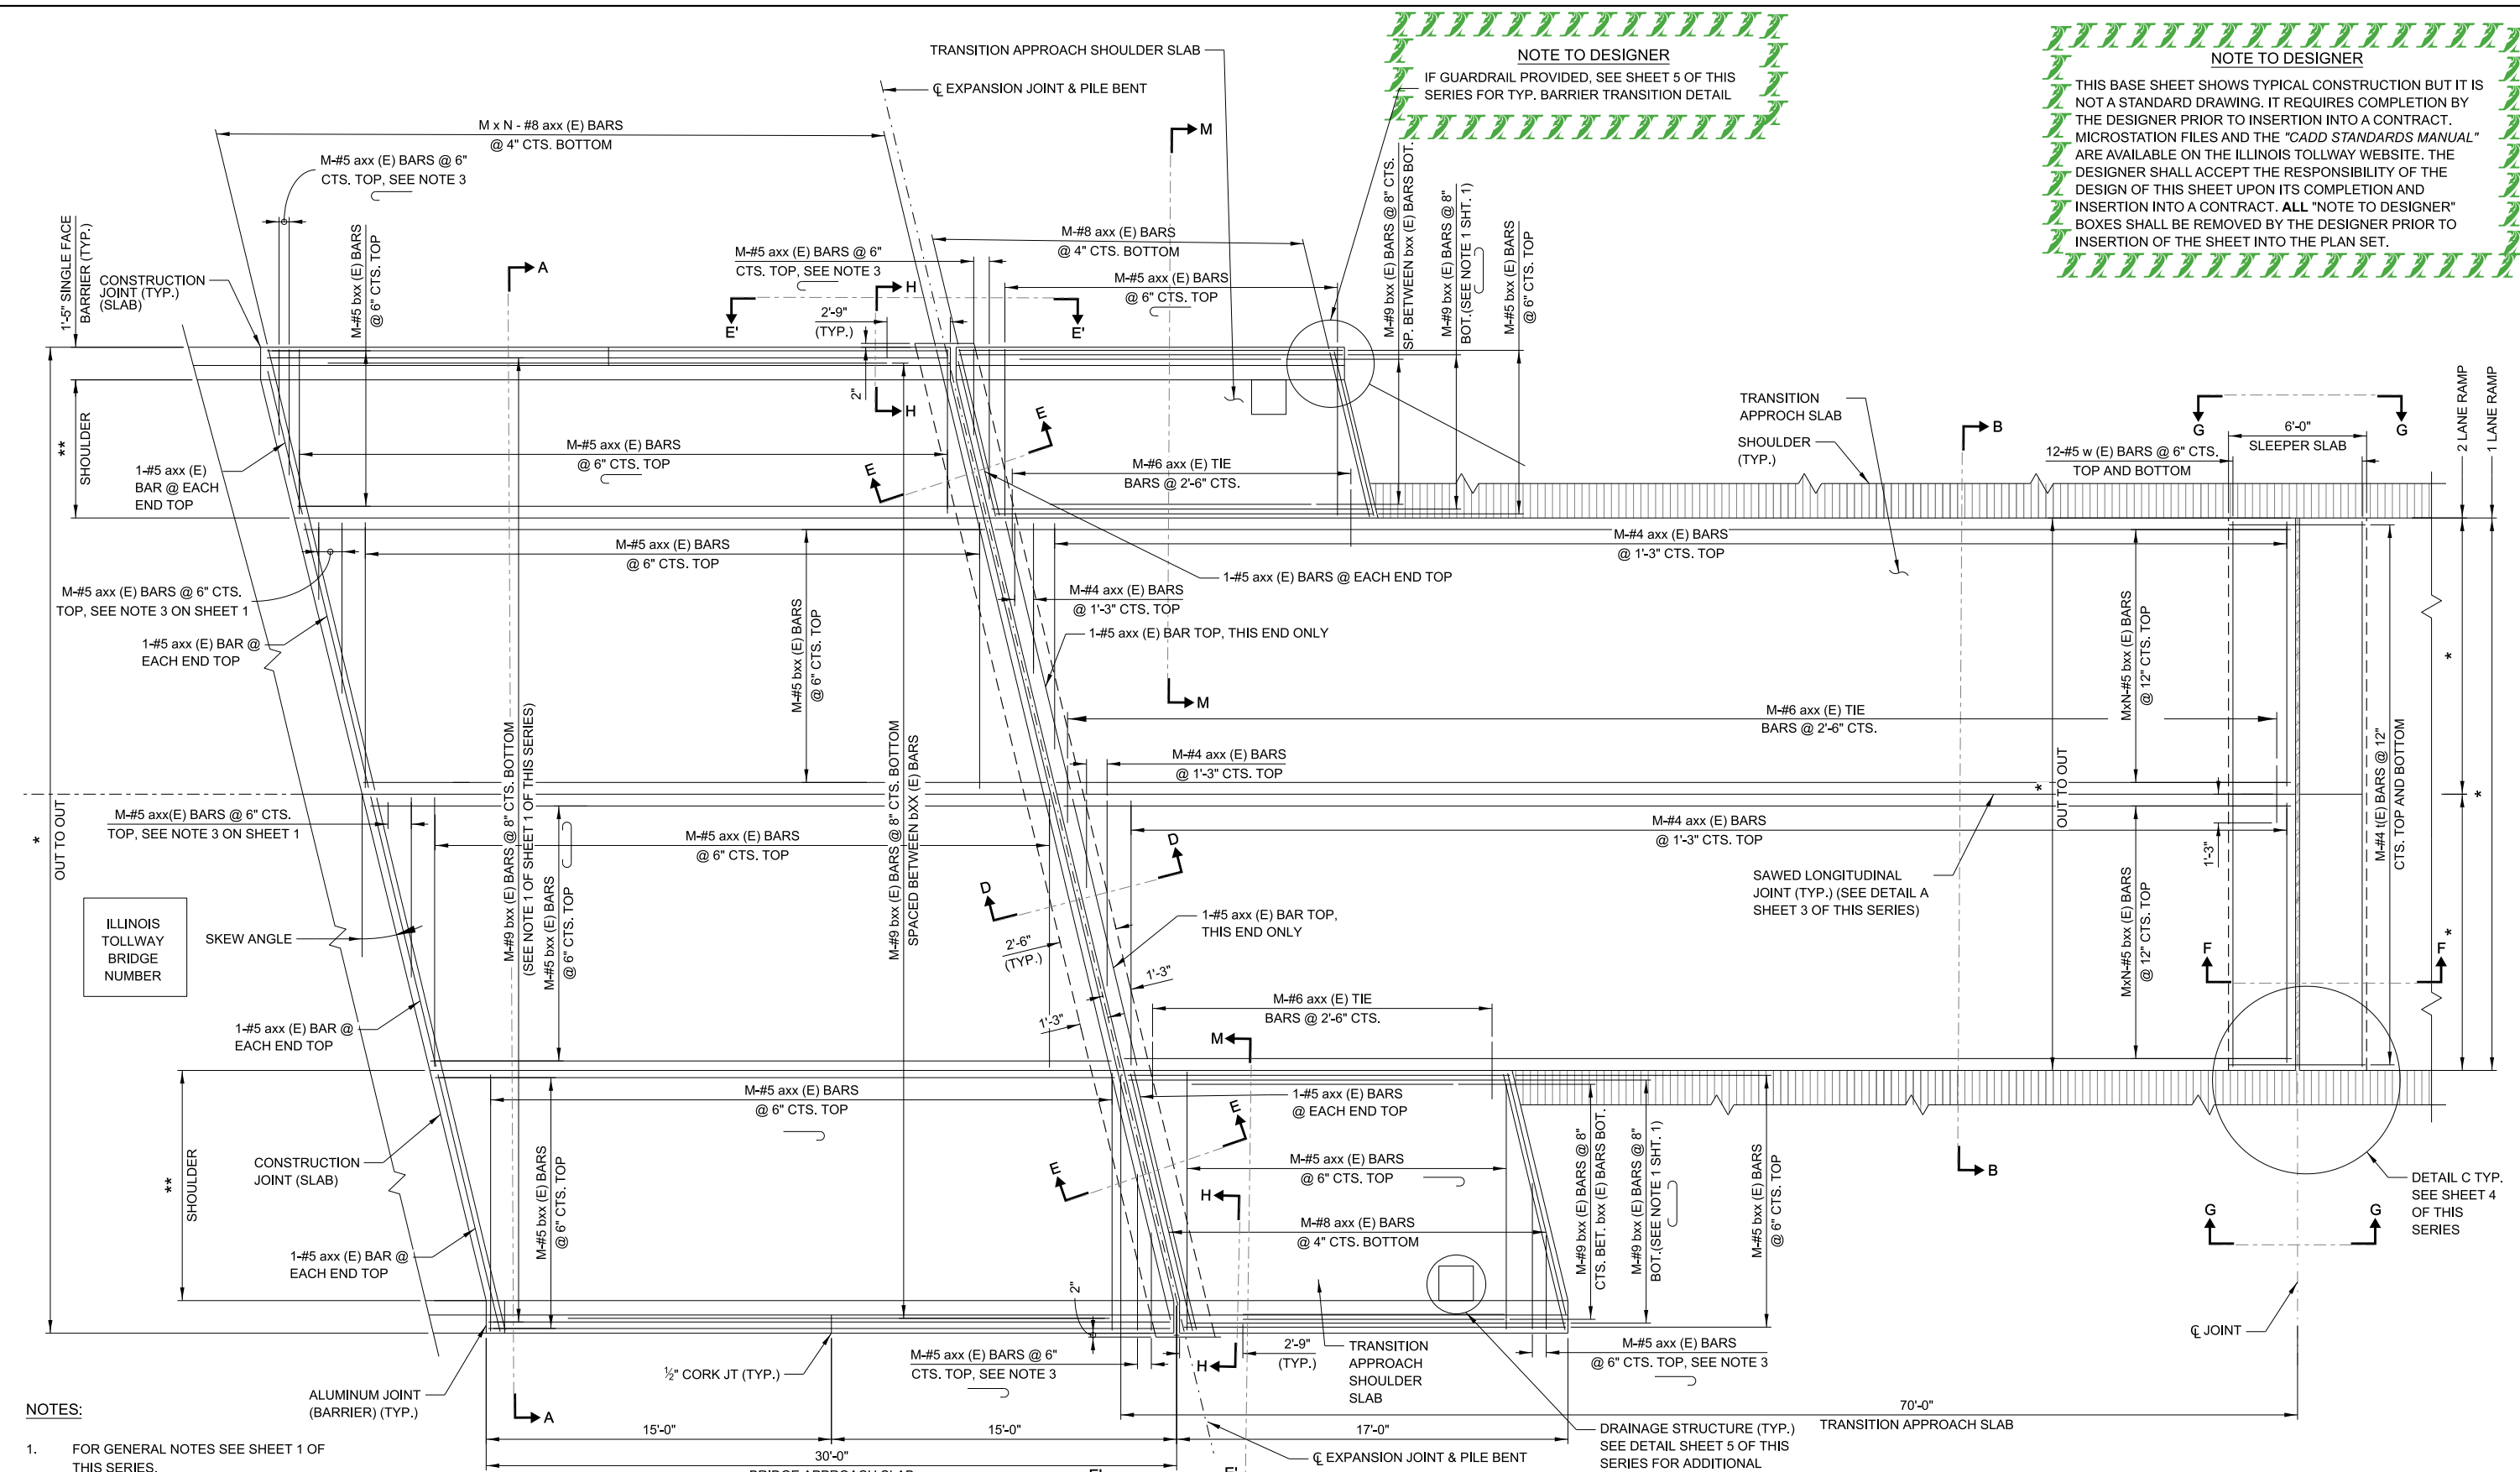 TRANSITION APPROACH SHOULDER SLAB
℄ EXPANSION JOINT & PILE BENT
NOTE TO DESIGNER
IF GUARDRAIL PROVIDED, SEE SHEET 5 OF THIS
SERIES FOR TYP. BARRIER TRANSITION DETAIL
NOTE TO DESIGNER
THIS BASE SHEET SHOWS TYPICAL CONSTRUCTION BUT IT IS
NOT A STANDARD DRAWING. IT REQUIRES COMPLETION BY
THE DESIGNER PRIOR TO INSERTION INTO A CONTRACT.
MICROSTATION FILES AND THE "CADD STANDARDS MANUAL"
ARE AVAILABLE ON THE ILLINOIS TOLLWAY WEBSITE. THE
DESIGNER SHALL ACCEPT THE RESPONSIBILITY OF THE
DESIGN OF THIS SHEET UPON ITS COMPLETION AND
INSERTION INTO A CONTRACT. ALL "NOTE TO DESIGNER"
BOXES SHALL BE REMOVED BY THE DESIGNER PRIOR TO
INSERTION OF THE SHEET INTO THE PLAN SET.
M x N - #8 axx (E) BARS
@ 4" CTS. BOTTOM
M-#5 axx (E) BARS @ 6"
CTS. TOP, SEE NOTE 3
M
1'-5" SINGLE FACE
BARRIER (TYP.)
CONSTRUCTION
JOINT (TYP.)
(SLAB)
M-#5 bxx (E) BARS
@ 6" CTS. TOP
A
M-#5 axx (E) BARS @ 6"
CTS. TOP, SEE NOTE 3
M-#8 axx (E) BARS
@ 4" CTS. BOTTOM
M-#5 axx (E) BARS
@ 6" CTS. TOP
H
E'
E'
2'-9"
(TYP.)
2"
H
M-#9 bxx (E) BARS @ 8" CTS.
SP. BETWEEN bxx (E) BARS BOT.
M-#9 bxx (E) BARS @ 8"
BOT.(SEE NOTE 1 SHT. 1)
M-#5 bxx (E) BARS
@ 6" CTS. TOP
TRANSITION
APPROCH SLAB
SHOULDER
(TYP.)
B
G
G
6'-0"
SLEEPER SLAB
12-#5 w (E) BARS @ 6" CTS.
TOP AND BOTTOM
2 LANE RAMP
1 LANE RAMP
**
SHOULDER
1-#5 axx (E)
BAR @ EACH
END TOP
M-#5 axx (E) BARS
@ 6" CTS. TOP
E
E
M-#6 axx (E) TIE
BARS @ 2'-6" CTS.
M-#5 axx (E) BARS
@ 6" CTS. TOP
M-#4 axx (E) BARS
@ 1'-3" CTS. TOP
M-#5 axx (E) BARS @ 6" CTS.
TOP, SEE NOTE 3 ON SHEET 1
1-#5 axx (E) BARS @ EACH END TOP
M-#4 axx (E) BARS
@ 1'-3" CTS. TOP
1-#5 axx (E) BAR TOP, THIS END ONLY
1-#5 axx (E) BAR @
EACH END TOP
M-#5 bxx (E) BARS
@ 6" CTS. TOP
MxN-#5 bxx (E) BARS
@ 12" CTS. TOP
*
*
M
M-#6 axx (E) TIE
BARS @ 2'-6" CTS.
M-#9 bxx (E) BARS @ 8" CTS. BOTTOM
(SEE NOTE 1 OF SHEET 1 OF THIS SERIES)
M-#9 bxx (E) BARS @ 8" CTS. BOTTOM
SPACED BETWEEN bXX (E) BARS
M-#4 axx (E) BARS
@ 1'-3" CTS. TOP
*
OUT TO OUT
M-#4 t(E) BARS @ 12"
CTS. TOP AND BOTTOM
M-#5 axx(E) BARS @ 6" CTS.
TOP, SEE NOTE 3 ON SHEET 1
*
OUT TO OUT
M-#5 axx (E) BARS
@ 6" CTS. TOP
M-#4 axx (E) BARS
@ 1'-3" CTS. TOP
1'-3"
D
D
SAWED LONGITUDINAL
JOINT (TYP.) (SEE DETAIL A
SHEET 3 OF THIS SERIES)
ILLINOIS
TOLLWAY
BRIDGE
NUMBER
SKEW ANGLE
M-#5 bxx (E) BARS
@ 6" CTS. TOP
1-#5 axx (E) BAR TOP,
THIS END ONLY
2'-6"
(TYP.)
1'-3"
1'-3"
MxN-#5 bxx (E) BARS
@ 12" CTS. TOP
*
F
F
1-#5 axx (E) BAR @
EACH END TOP
M-#6 axx (E) TIE
BARS @ 2'-6" CTS.
M
M-#5 axx (E) BARS
@ 6" CTS. TOP
1-#5 axx (E) BARS
@ EACH END TOP
E
E
**
SHOULDER
CONSTRUCTION
JOINT (SLAB)
M-#5 bxx (E) BARS
@ 6" CTS. TOP
M-#5 axx (E) BARS
@ 6" CTS. TOP
H
M-#8 axx (E) BARS
@ 4" CTS. BOTTOM
M-#9 bxx (E) BARS @ 8"
CTS. BET. bxx (E) BARS BOT.
M-#9 bxx (E) BARS @ 8"
BOT.(SEE NOTE 1 SHT. 1)
M-#5 bxx (E) BARS
@ 6" CTS. TOP
B
DETAIL C TYP.
SEE SHEET 4
OF THIS
SERIES
G
G
1-#5 axx (E) BAR @
EACH END TOP
2"
℄ JOINT
½" CORK JT (TYP.)
M-#5 axx (E) BARS @ 6"
CTS. TOP, SEE NOTE 3
H
2'-9"
(TYP.)
TRANSITION
APPROACH
SHOULDER
SLAB
M-#5 axx (E) BARS
@ 6" CTS. TOP, SEE NOTE 3
ALUMINUM JOINT
(BARRIER) (TYP.)
A
15'-0"
15'-0"
17'-0"
70'-0"
TRANSITION APPROACH SLAB
DRAINAGE STRUCTURE (TYP.)
SEE DETAIL SHEET 5 OF THIS
SERIES FOR ADDITIONAL
30'-0"
BRIDGE APPROACH SLAB
℄ EXPANSION JOINT & PILE BENT
E'
E'
NOTES:
1. FOR GENERAL NOTES SEE SHEET 1 OF
THIS SERIES.